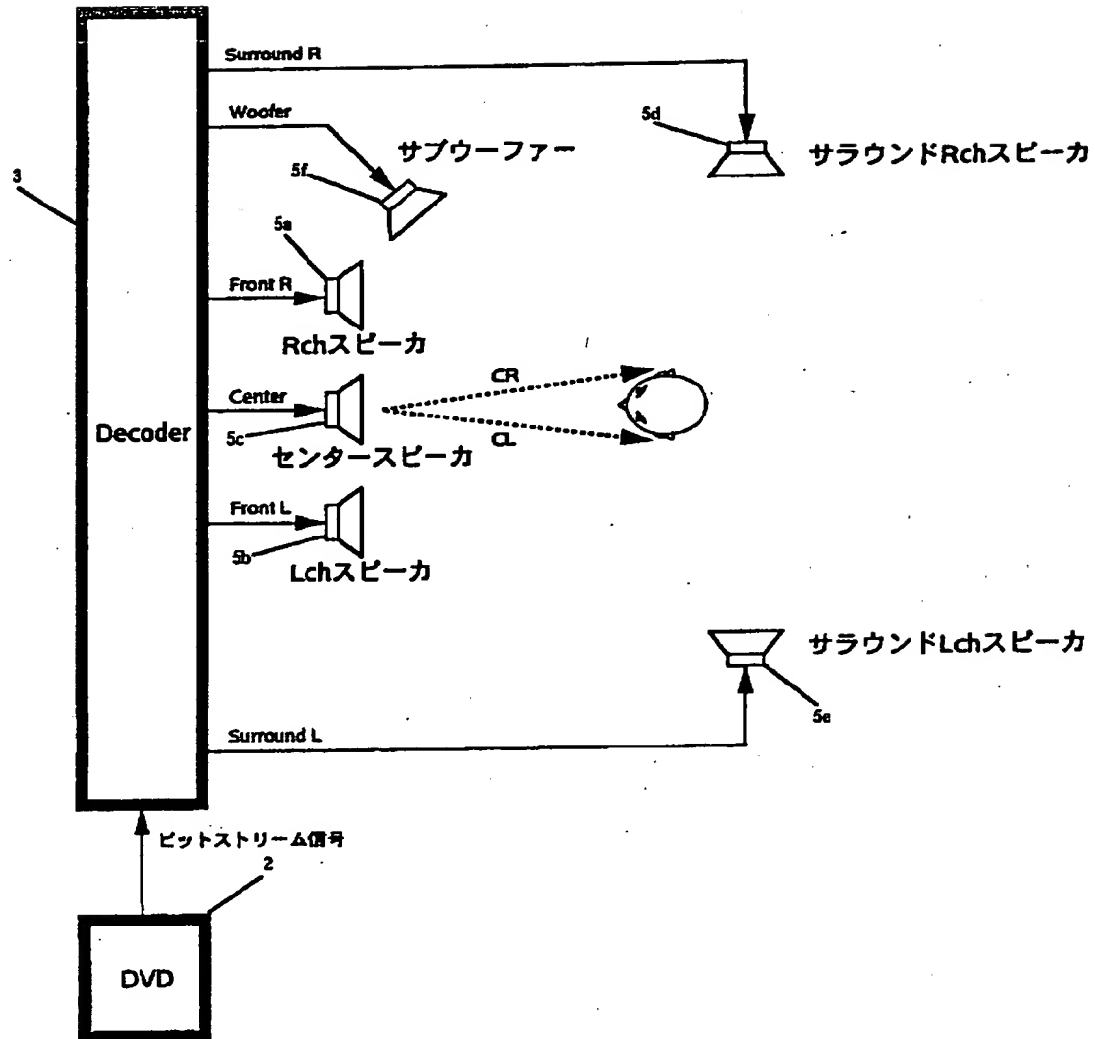 Surround R
Woofer
5d
サブウーファー
サラウンドRchスピーカ
3
5f
5a
Front R
Rchスピーカ
CR
Center
Decoder
5c
CL
センタースピーカ
Front L
5b
Lchスピーカ
サラウンドLchスピーカ
5e
Surround L
ビットストリーム信号
2
DVD